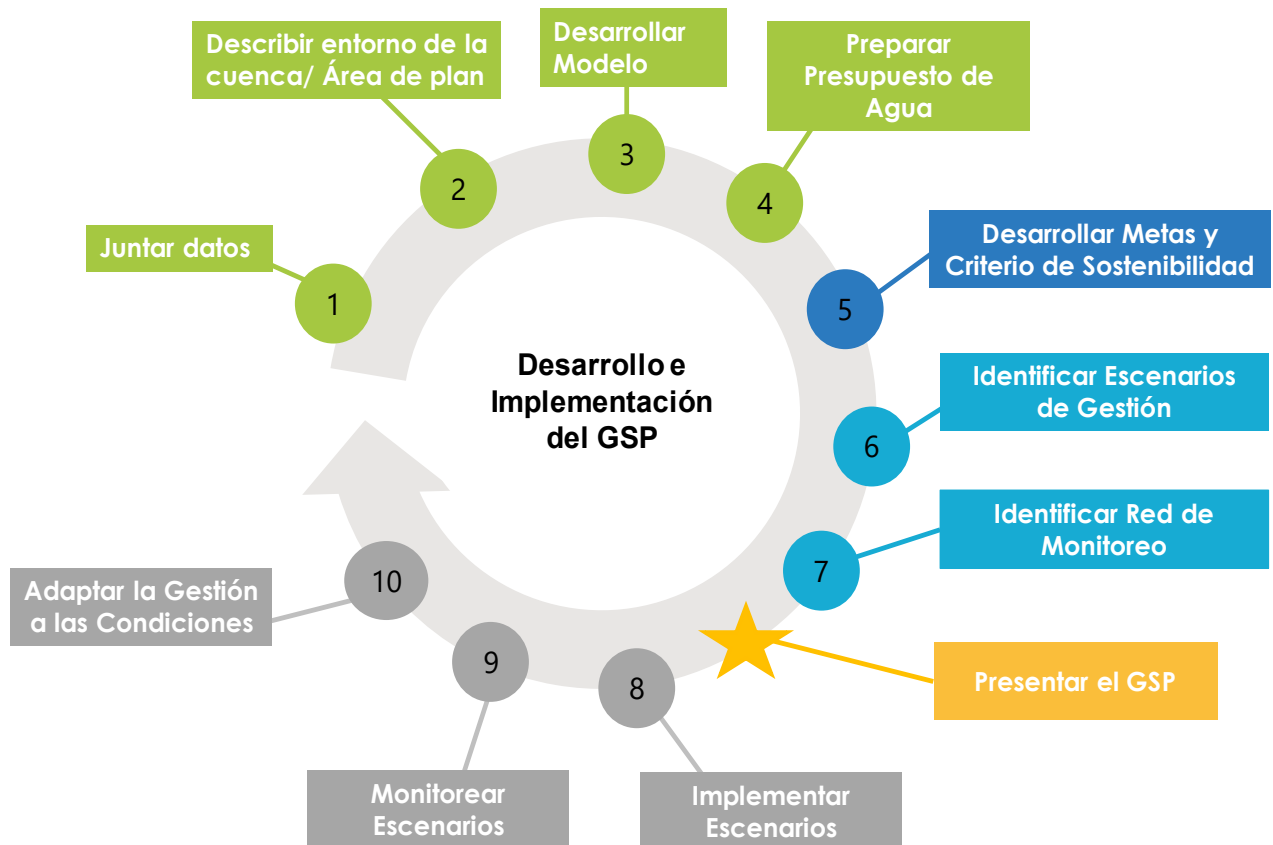 Juntar datos
1
Describir entorno de la
cuenca/ Área de plan
2
Desarrollar
Modelo
3
Preparar
Presupuesto de
Agua
4
Desarrollar Metas y
Criterio de Sostenibilidad
5
Identificar Escenarios
de Gestión
6
Identificar Red de
Monitoreo
7
Presentar el GSP
Implementar
Escenarios
8
Monitorear
Escenarios
9
Adaptar la Gestión
a las Condiciones
10
Desarrollo e
Implementación
del GSP